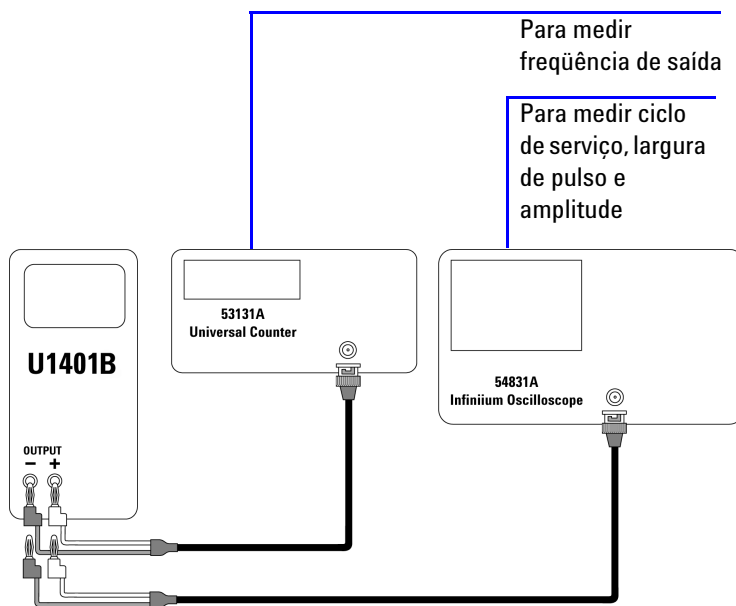 Para medir
freqüência de saída
Para medir ciclo
de serviço, largura
de pulso e
amplitude
53131A
Universal Counter
U1401B
54831A
Infiniium Oscilloscope
OUTPUT
− +